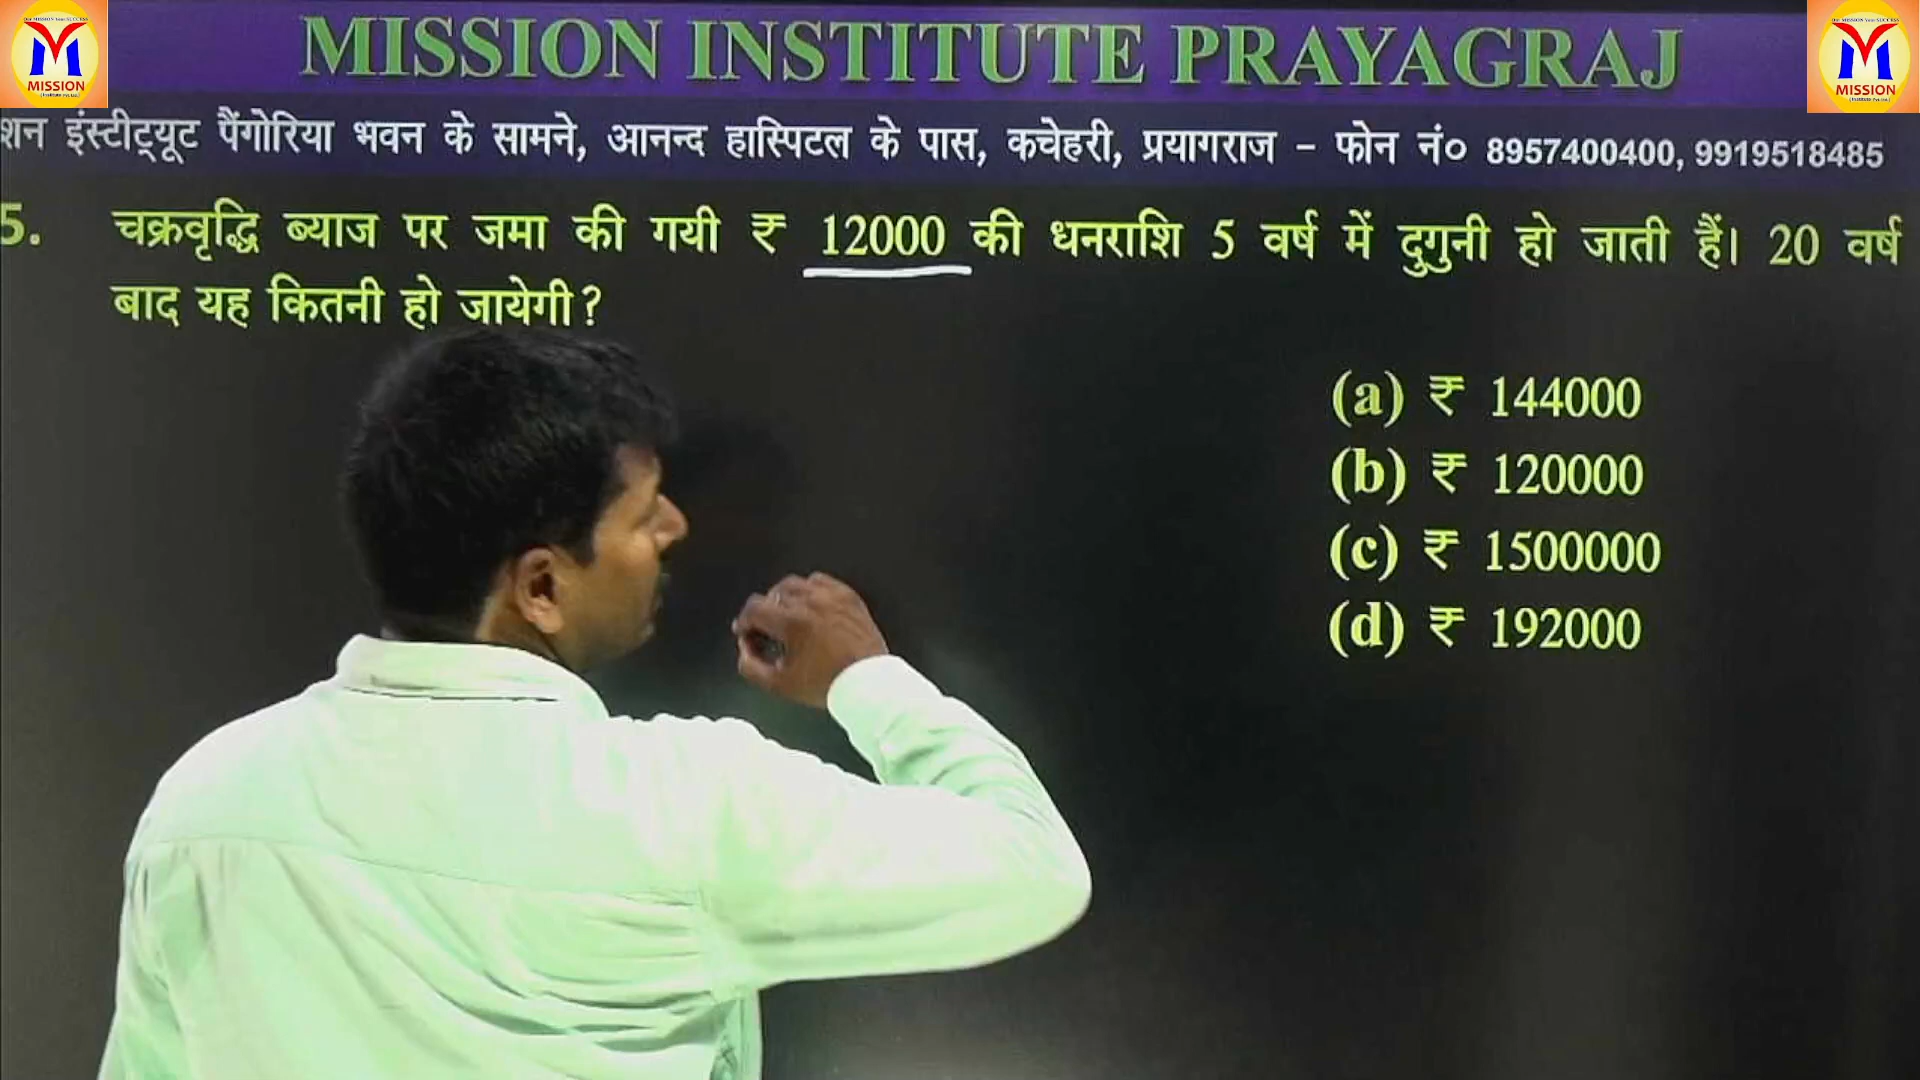 MISSION INSTITUTE PRAYAGRAJ
MISSION
MISSION
शन इंस्टीट्यूट पैंगोरिया भवन के सामने, आनन्द हास्पिटल के पास, कचेहरी, प्रयागराज - फोन नं० 8957400400, 9919518485
5. चक्रवृद्धि ब्याज पर जमा की गयी ₹ 12000 की धनराशि 5 वर्ष में दुगुनी हो जाती हैं। 20 वर्ष
बाद यह कितनी हो जायेगी?
(a) ₹ 144000
(b) ₹ 120000
(c) ₹ 1500000
(d) ₹ 192000